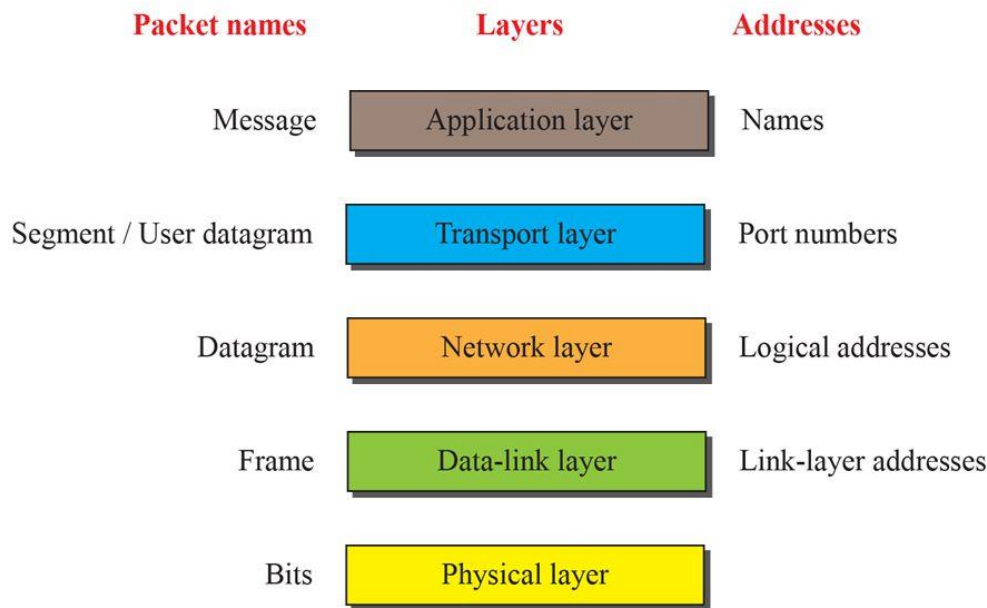 Packet names Layers Addresses
Message Application layer Names
Segment / User datagram Transport layer Port numbers
Datagram Network layer Logical addresses
Frame Data-link layer Link-layer addresses
Bits Physical layer